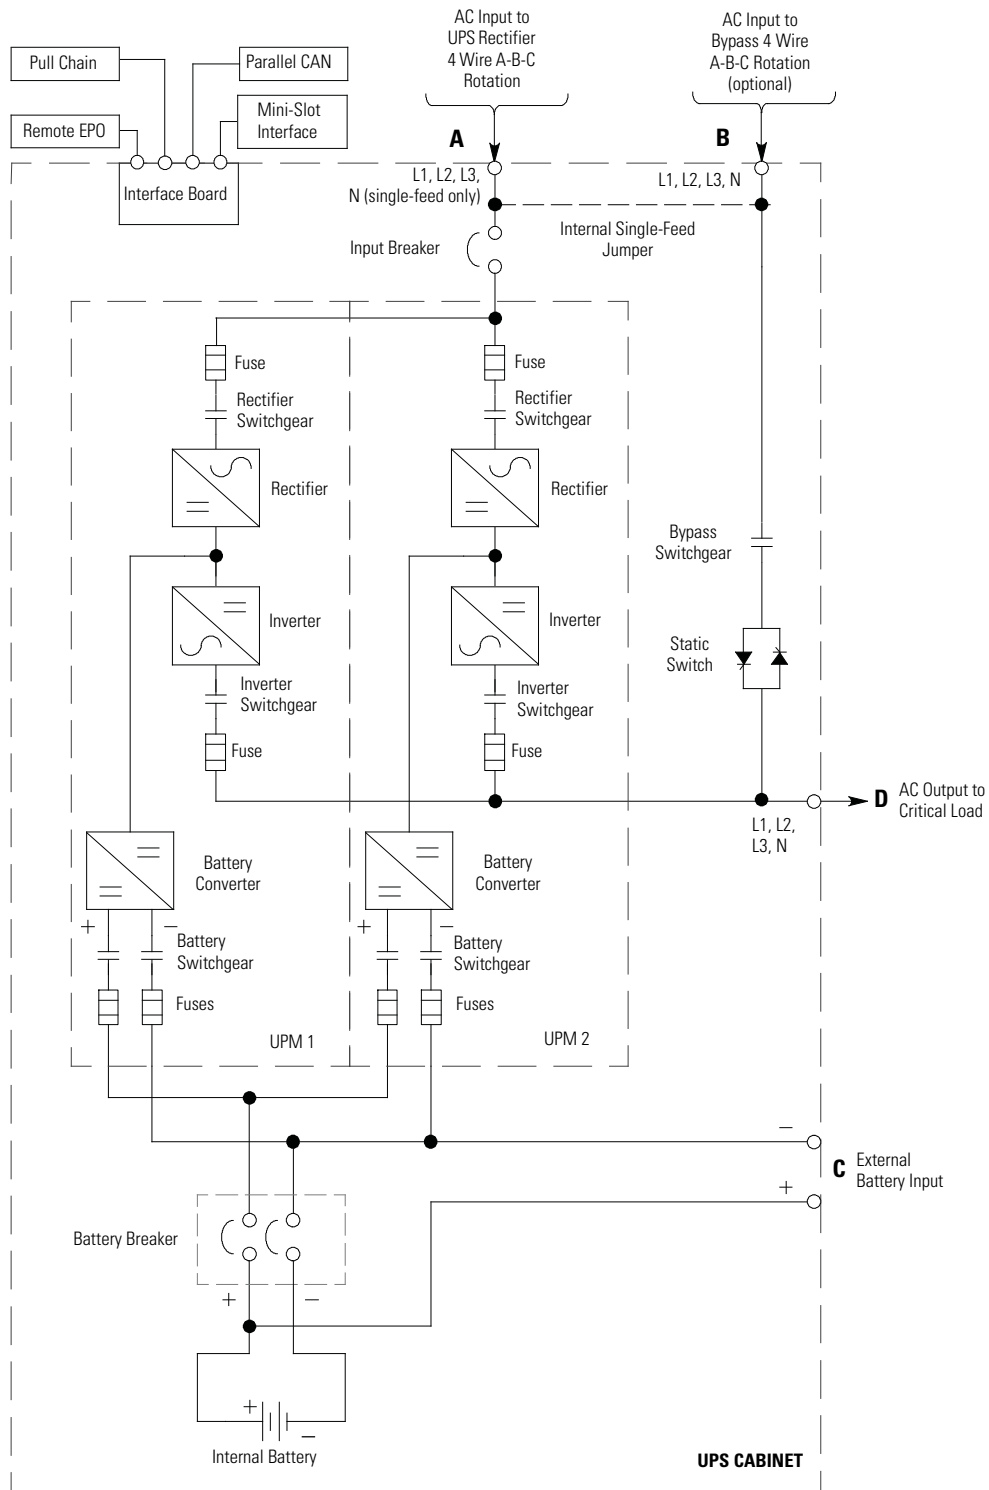 AC Input to
UPS Rectifier
4 Wire A-B-C
Rotation
AC Input to
Bypass 4 Wire
A-B-C Rotation
(optional)
Pull Chain
Parallel CAN
Remote EPO
Mini-Slot
Interface
A
B
Interface Board
L1, L2, L3,
N (single-feed only)
L1, L2, L3, N
Internal Single-Feed
Jumper
Input Breaker
Fuse
Fuse
Rectifier
Switchgear
Rectifier
Switchgear
Rectifier
Rectifier
Bypass
Switchgear
Inverter
Inverter
Static
Switch
Inverter
Switchgear
Inverter
Switchgear
Fuse
Fuse
D
AC Output to
Critical Load
L1, L2,
L3, N
Battery
Converter
Battery
Converter
+ −
+ −
Battery
Switchgear
Battery
Switchgear
Fuses
Fuses
UPM 1
UPM 2
−
C
External
Battery Input
+
Battery Breaker
+ −
+
−
Internal Battery
UPS CABINET